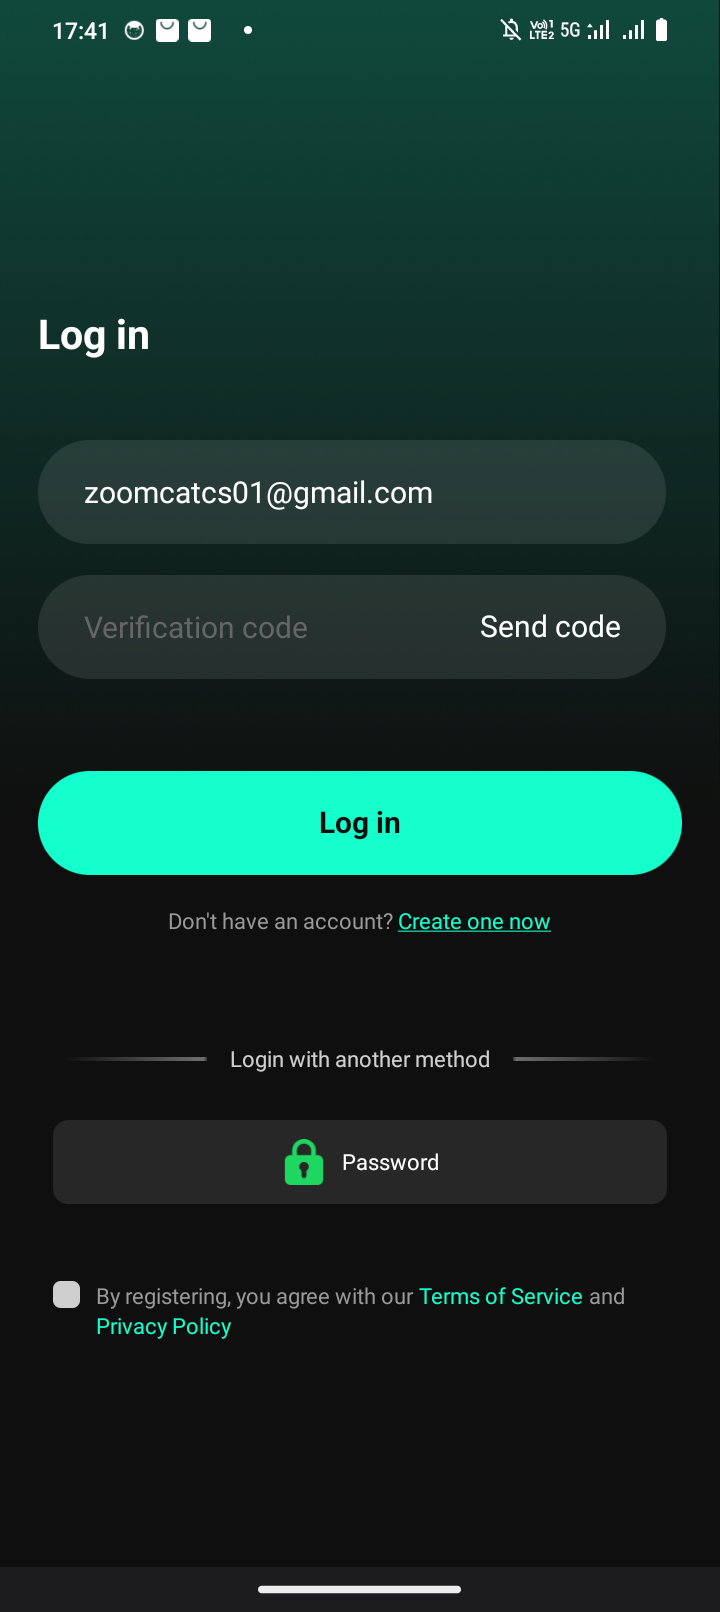 17:41
Vo)) 1
LTE2 5G
Log in
zoomcatcs01@gmail.com
Verification code Send code
Log in
Don't have an account? Create one now
Login with another method
Password
By registering, you agree with our Terms of Service and
Privacy Policy